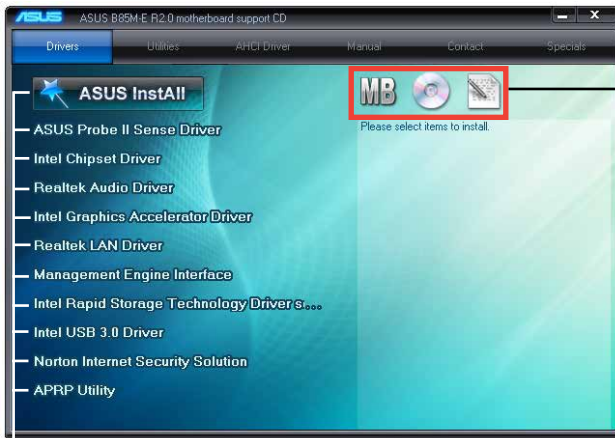 ASUS ASUS B85M-E R2.0 motherboard support CD
Drivers Utilities AHCI Driver Manual Contact Specials
ASUS InstAll
MB
Please select items to install.
ASUS Probe II Sense Driver
Intel Chipset Driver
Realtek Audio Driver
Intel Graphics Accelerator Driver
Realtek LAN Driver
Management Engine Interface
Intel Rapid Storage Technology Driver s....
Intel USB 3.0 Driver
Norton Internet Security Solution
APRP Utility